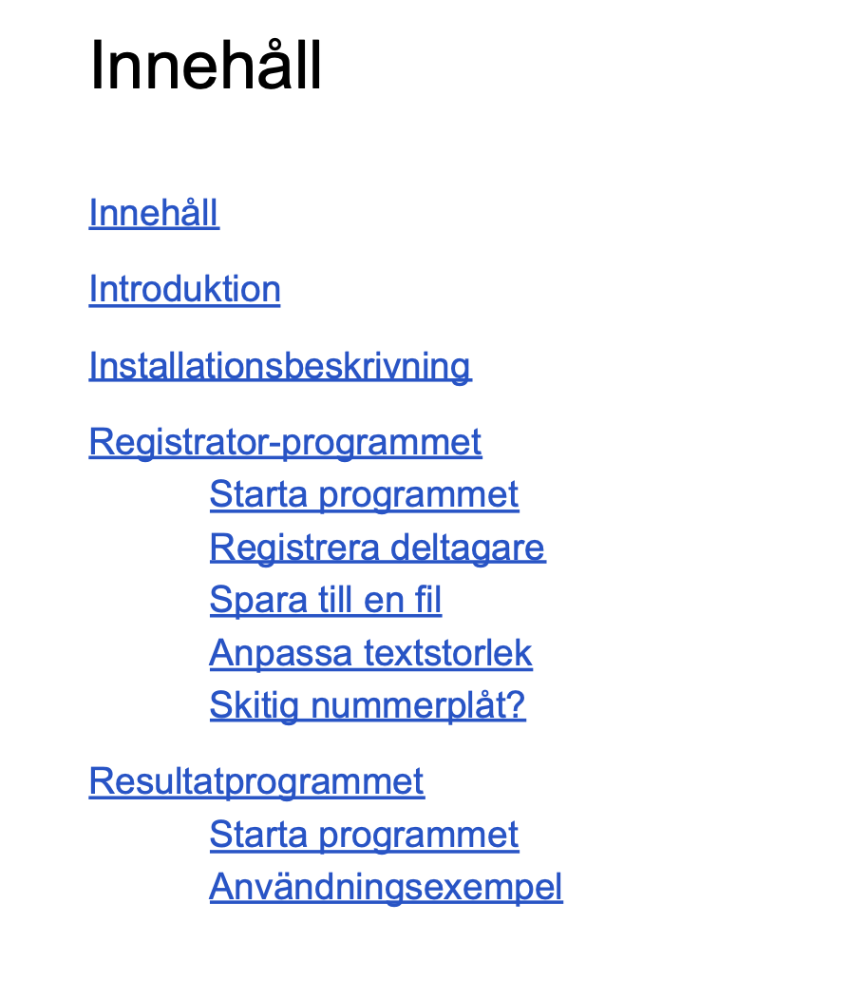 Innehåll
Innehåll
Introduktion
Installationsbeskrivning
Registrator-programmet
Starta programmet
Registrera deltagare
Spara till en fil
Anpassa textstorlek
Skitig nummerplåt?
Resultatprogrammet
Starta programmet
Användningsexempel